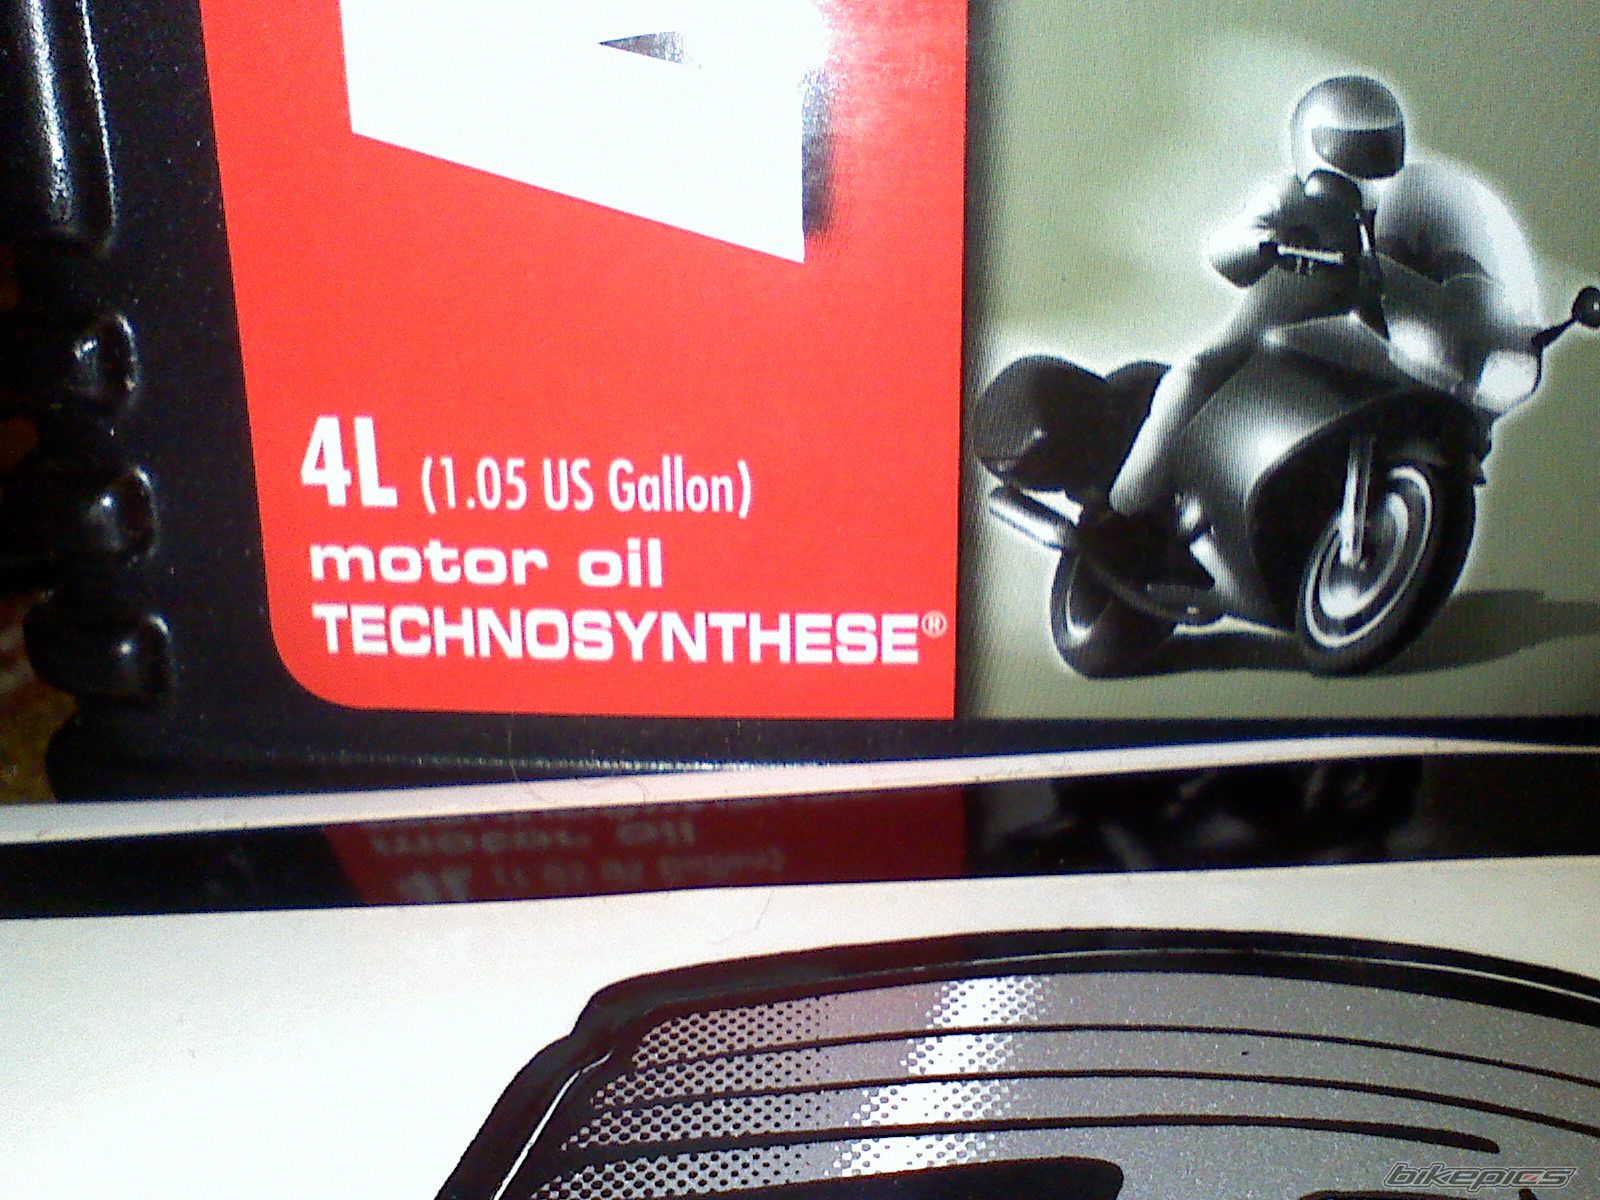 4L (1.05 US Gallon)
motor oil
TECHNOSYNTHESE®
bikepics